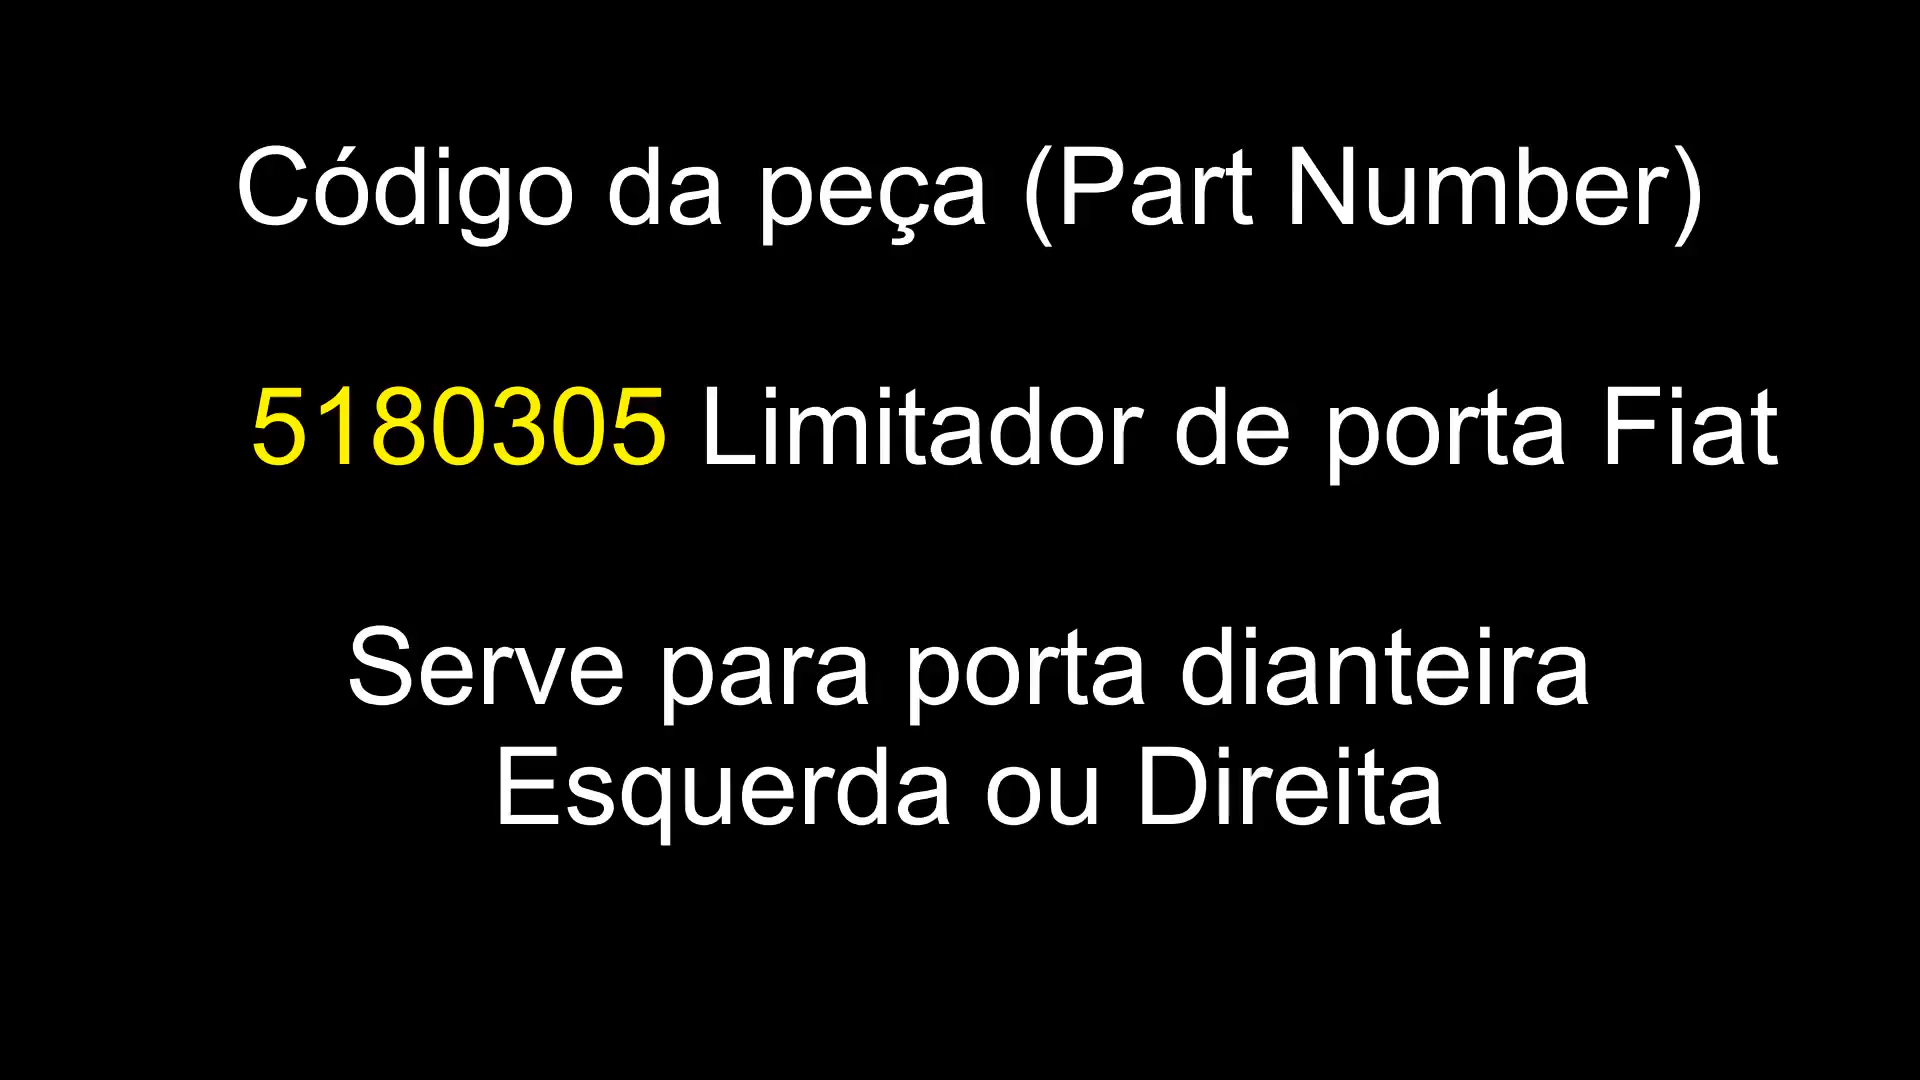 Código da peça (Part Number)
5180305 Limitador de porta Fiat
Serve para porta dianteira
Esquerda ou Direita